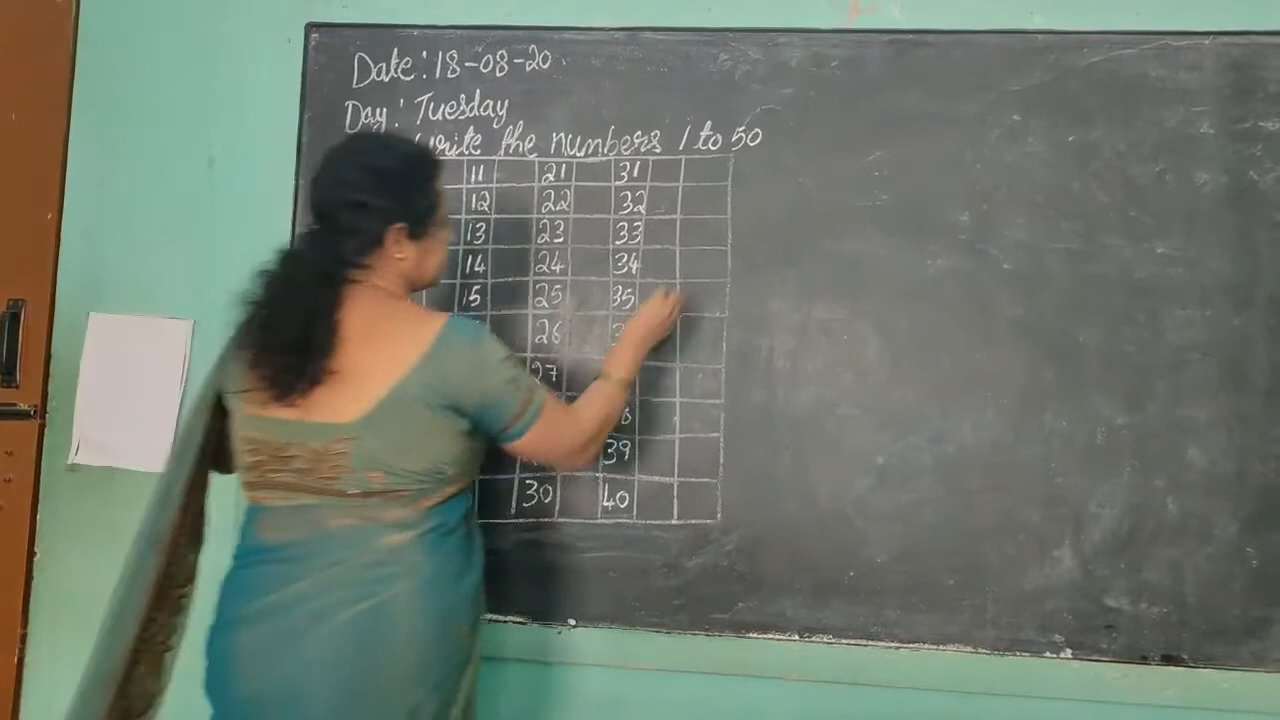 Date: 18-08-20
Day: Tuesday
write the numbers 1 to 50
11 21 31
12 22 32
13 23 33
14 24 34
15 25 35
26
27
39
30 40